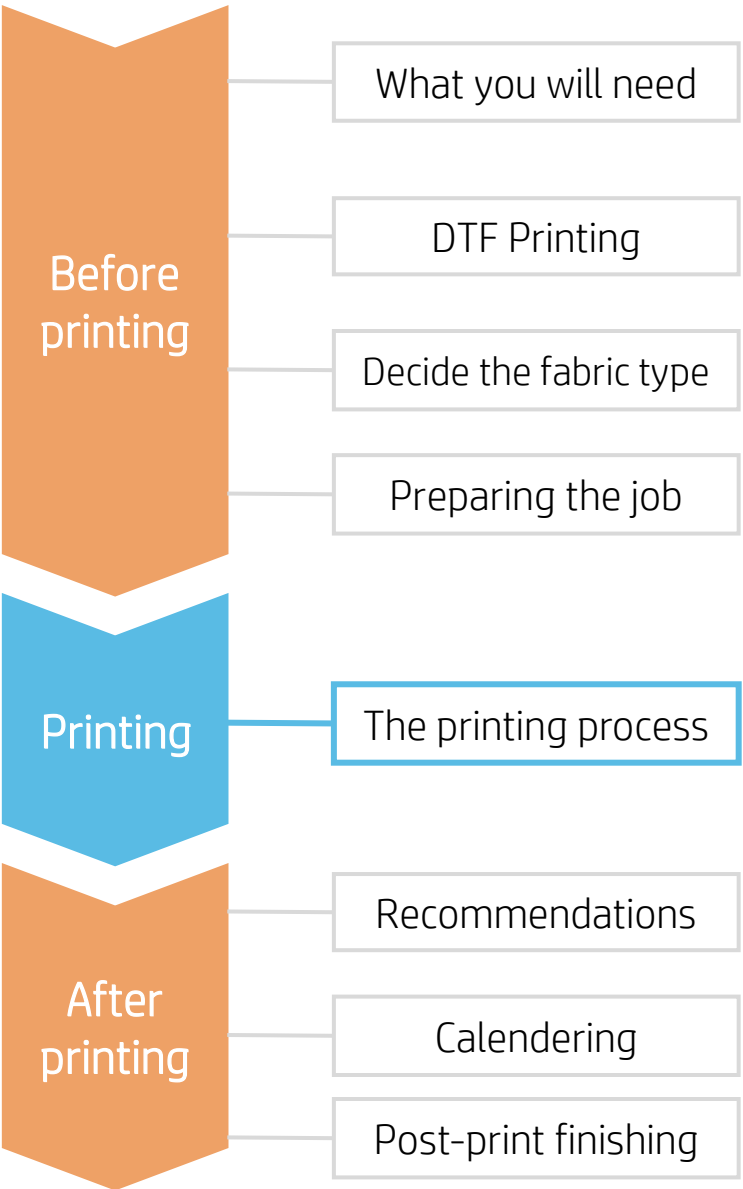 Before
printing
What you will need
DTF Printing
Decide the fabric type
Preparing the job
Printing
The printing process
After
printing
Recommendations
Calendering
Post-print finishing